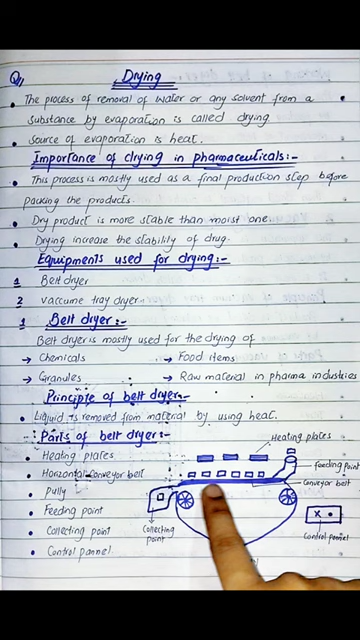 Q//
Drying
• The process of removal of water or any solvent from a
substance by evaporation is called drying.
• Source of evaporation is heat.
Importance of drying in pharmaceuticals:-
• This process is mostly used as a final production step before
packing the products.
• Dry product is more stable than moist one.
• Drying increase the stability of drug.
Equipments used for drying:-
1 Belt dryer
2 vaccume tray dryer
1 Belt dryer:-
Belt dryer is mostly used for the drying of
→ Chemicals → Food items
→ Granules → Raw material in pharma industries
Principle of belt dryer:-
• Liquid is removed from material by using heat.
Parts of belt dryer:-
• Heating plates
• Horizontal conveyor belt
• Pully
• Feeding point
• Collecting point
• Control pannel
Heating plates
feeding point
conveyor belt
Collecting
point
x •
Control pannel